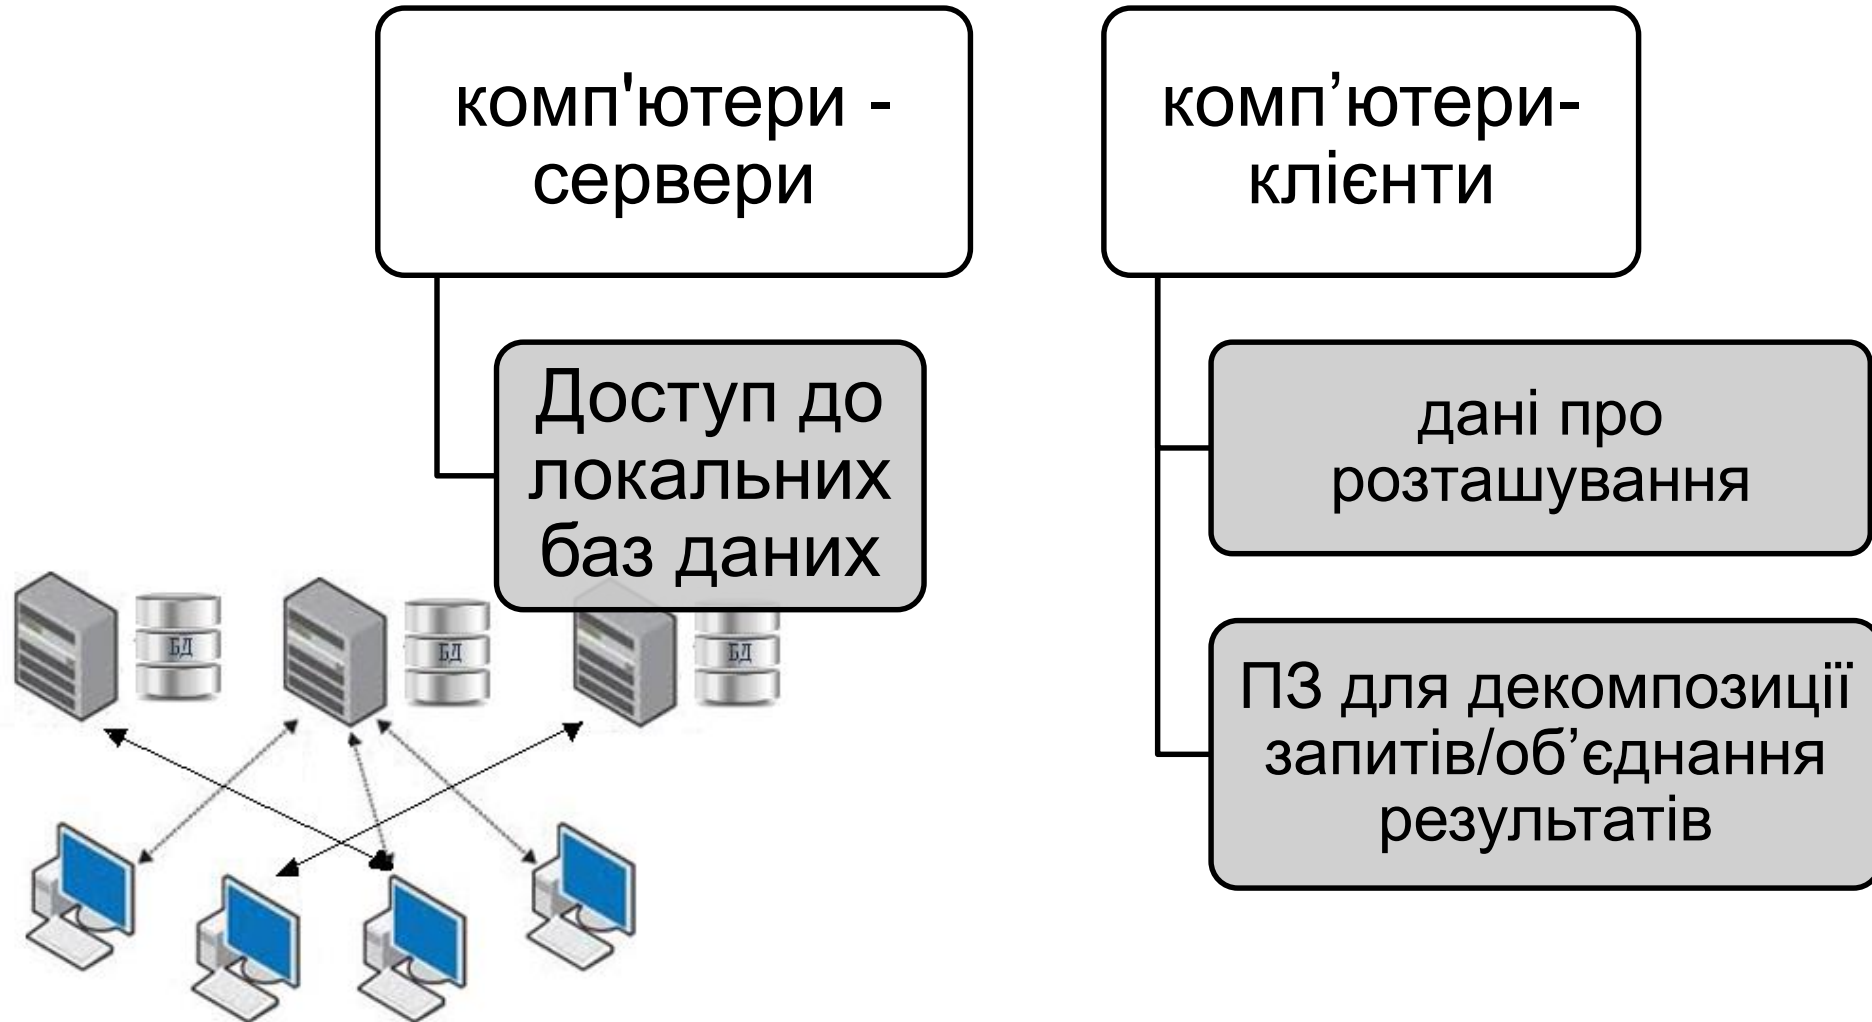 комп'ютери -
сервери
Доступ до
локальних
баз даних
комп’ютери-
клієнти
дані про
розташування
ПЗ для декомпозиції
запитів/об’єднання
результатів
БД
БД
БД